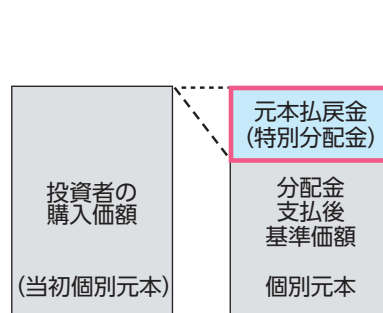 元本払戻金
(特別分配金)
投資者の
購入価額
(当初個別元本)
分配金
支払後
基準価額
個別元本